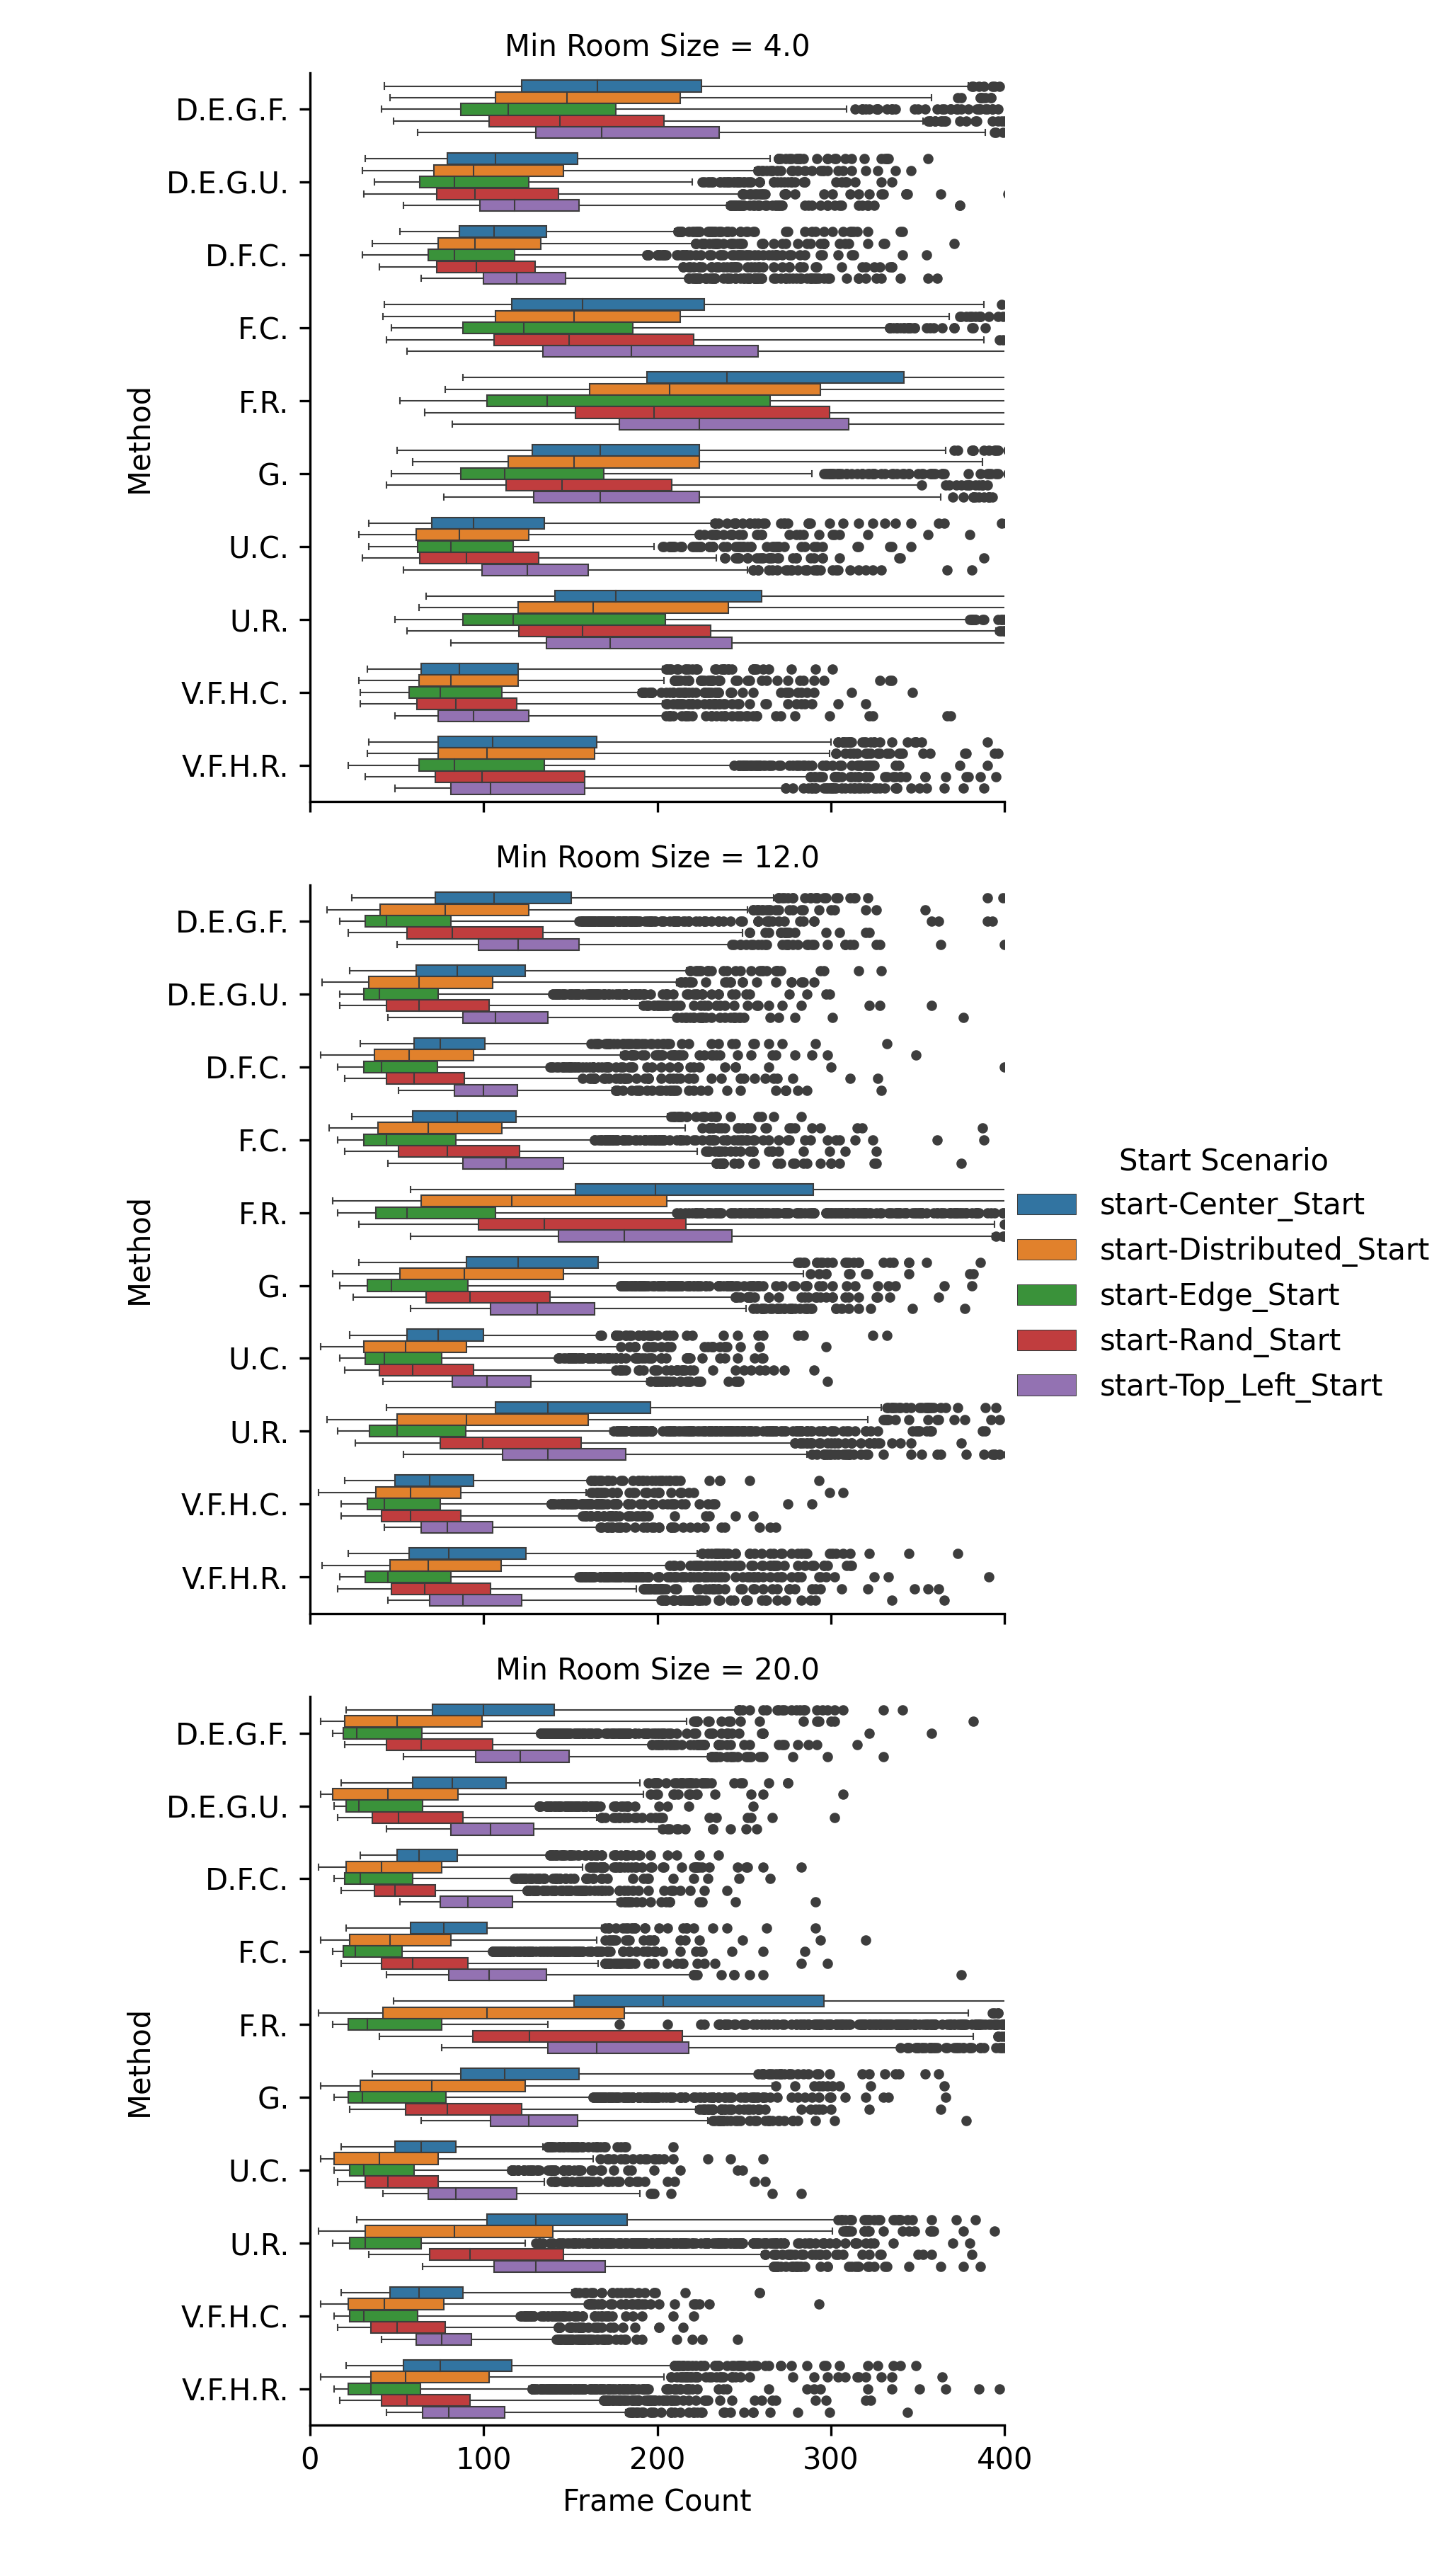 Min Room Size = 4.0
D.E.G.F.
D.E.G.U.
D.F.C.
F.C.
F.R.
G.
U.C.
U.R.
V.F.H.C.
V.F.H.R.
Method
Min Room Size = 12.0
D.E.G.F.
D.E.G.U.
D.F.C.
F.C.
F.R.
G.
U.C.
U.R.
V.F.H.C.
V.F.H.R.
Method
Start Scenario
start-Center_Start
start-Distributed_Start
start-Edge_Start
start-Rand_Start
start-Top_Left_Start
Min Room Size = 20.0
D.E.G.F.
D.E.G.U.
D.F.C.
F.C.
F.R.
G.
U.C.
U.R.
V.F.H.C.
V.F.H.R.
Method
0 100 200 300 400
Frame Count